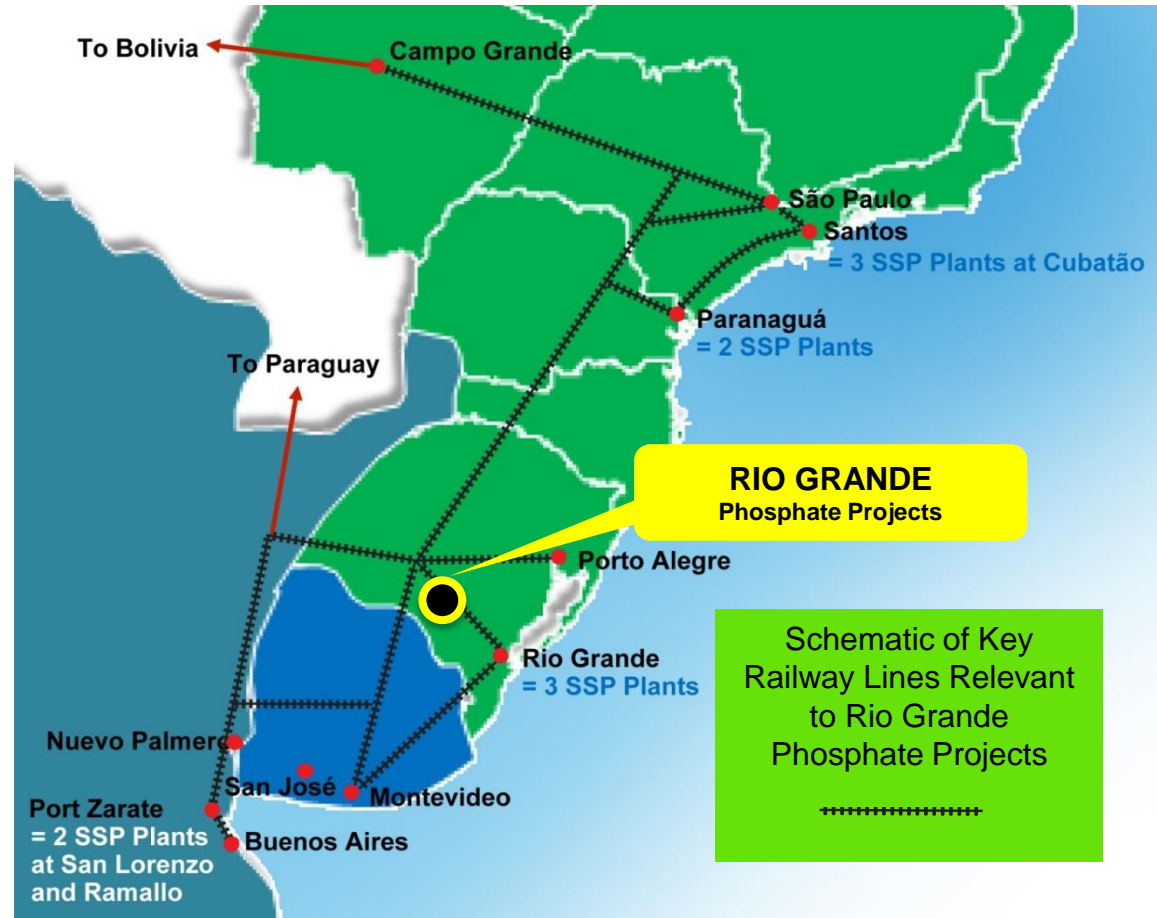 To Bolivia
Campo Grande
São Paulo
Santos
= 3 SSP Plants at Cubatão
Paranaguá
= 2 SSP Plants
To Paraguay
RIO GRANDE
Phosphate Projects
Porto Alegre
Rio Grande
= 3 SSP Plants
Schematic of Key
Railway Lines Relevant
to Rio Grande
Phosphate Projects
Nuevo Palmero
San José
Montevideo
Port Zarate
= 2 SSP Plants
at San Lorenzo
and Ramallo
Buenos Aires